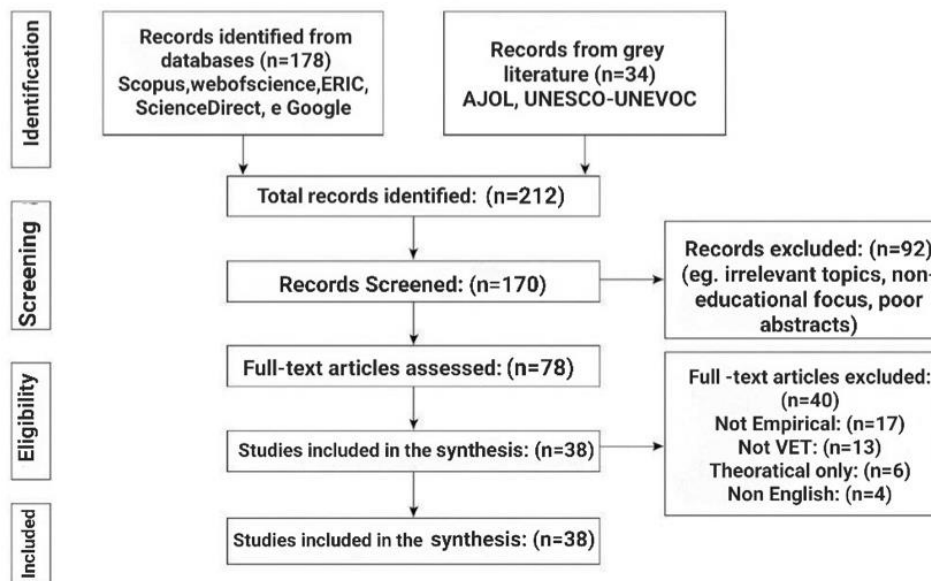 Identification
Records identified from
databases (n=178)
Scopus,webofscience,ERIC,
ScienceDirect, e Google
Records from grey
literature (n=34)
AJOL, UNESCO-UNEVOC
Total records identified: (n=212)
Screening
Records Screened: (n=170)
Records excluded: (n=92)
(eg. irrelevant topics, non-
educational focus, poor
abstracts)
Eligibility
Full-text articles assessed: (n=78)
Studies included in the synthesis: (n=38)
Full -text articles excluded:
(n=40)
Not Empirical: (n=17)
Not VET: (n=13)
Theoratical only: (n=6)
Non English: (n=4)
Included
Studies included in the synthesis: (n=38)